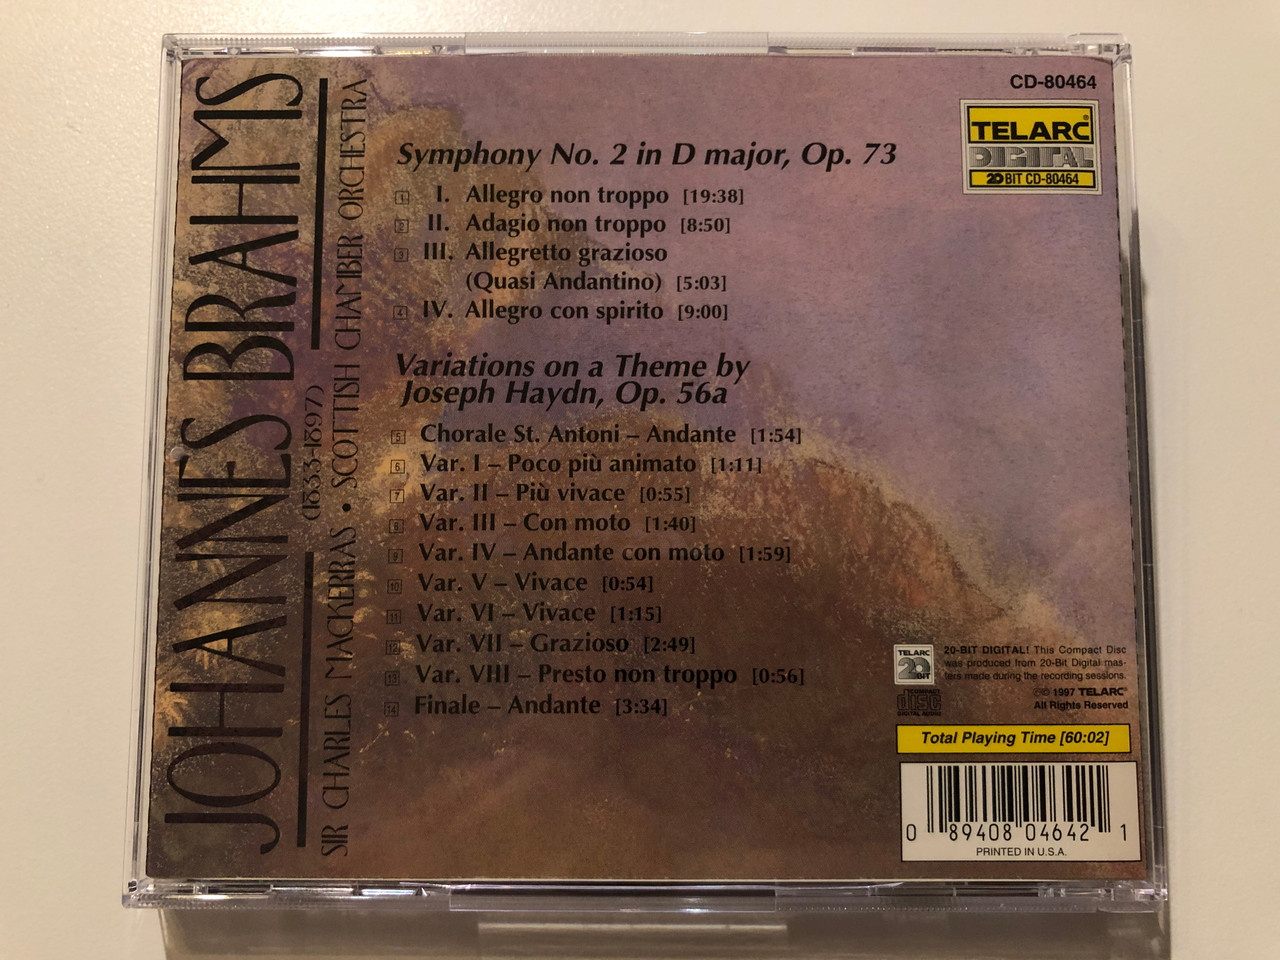 JOHANNES BRAHMS
(1833-1897)
SIR CHARLES MACKERRAS • SCOTTISH CHAMBER ORCHESTRA
CD-80464
TELARC®
DIGITAL
20 BIT CD-80464
Symphony No. 2 in D major, Op. 73
1 I. Allegro non troppo [19:38]
2 II. Adagio non troppo [8:50]
3 III. Allegretto grazioso
(Quasi Andantino) [5:03]
4 IV. Allegro con spirito [9:00]
Variations on a Theme by
Joseph Haydn, Op. 56a
5 Chorale St. Antoni – Andante [1:54]
6 Var. I – Poco più animato [1:11]
7 Var. II – Più vivace [0:55]
8 Var. III – Con moto [1:40]
9 Var. IV – Andante con moto [1:59]
10 Var. V – Vivace [0:54]
11 Var. VI – Vivace [1:15]
12 Var. VII – Grazioso [2:49]
13 Var. VIII – Presto non troppo [0:56]
14 Finale – Andante [3:34]
TELARC
20
BIT
20-BIT DIGITAL! This Compact Disc
was produced from 20-Bit Digital mas-
ters made during the recording sessions.
COMPACT
disc
DIGITAL AUDIO
℗© 1997 TELARC®
All Rights Reserved
Total Playing Time [60:02]
0 89408 04642 1
PRINTED IN U.S.A.